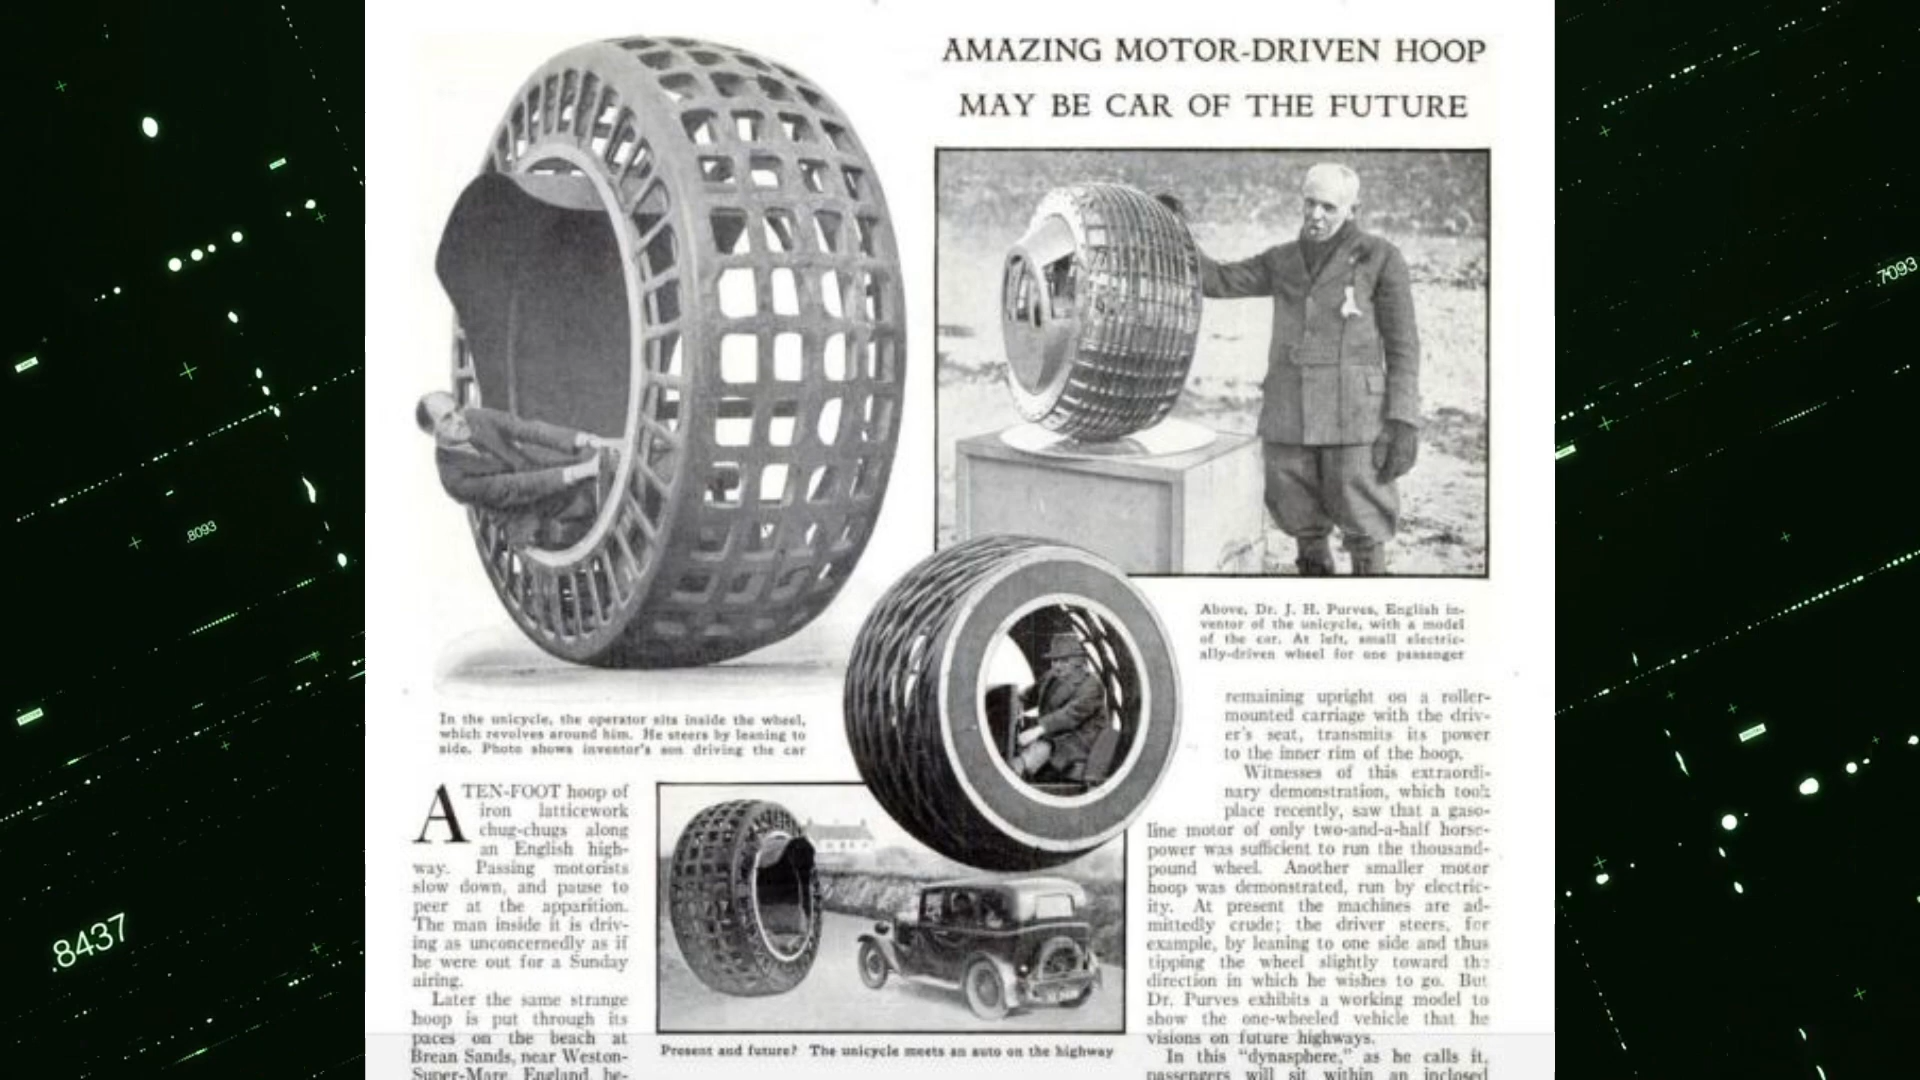 AMAZING MOTOR-DRIVEN HOOP
MAY BE CAR OF THE FUTURE
Above, Dr. J. H. Purves, English in-
ventor of the unicycle, with a model
of the car. At left, small electric-
ally-driven wheel for one passenger
In the unicycle, the operator sits inside the wheel,
which revolves around him. He steers by leaning to
side. Photo shows inventor's son driving the car
A TEN-FOOT hoop of
iron latticework
chug-chugs along
an English high-
way. Passing motorists
slow down, and pause to
peer at the apparition.
The man inside it is driv-
ing as unconcernedly as if
he were out for a Sunday
airing.
Later the same strange
hoop is put through its
paces on the beach at
Brean Sands, near Weston-
Super-Mare, England, be-
Present and future? The unicycle meets an auto on the highway
remaining upright on a roller-
mounted carriage with the driv-
er's seat, transmits its power
to the inner rim of the hoop.
Witnesses of this extraordi-
nary demonstration, which took
place recently, saw that a gaso-
line motor of only two-and-a-half horse-
power was sufficient to run the thousand-
pound wheel. Another smaller motor
hoop was demonstrated, run by electric-
ity. At present the machines are ad-
mittedly crude; the driver steers, for
example, by leaning to one side and thus
tipping the wheel slightly toward the
direction in which he wishes to go. But
Dr. Purves exhibits a working model to
show the one-wheeled vehicle that he
visions on future highways.
In this "dynasphere," as he calls it,
passengers will sit within an inclosed
.8093
.8437
.7093